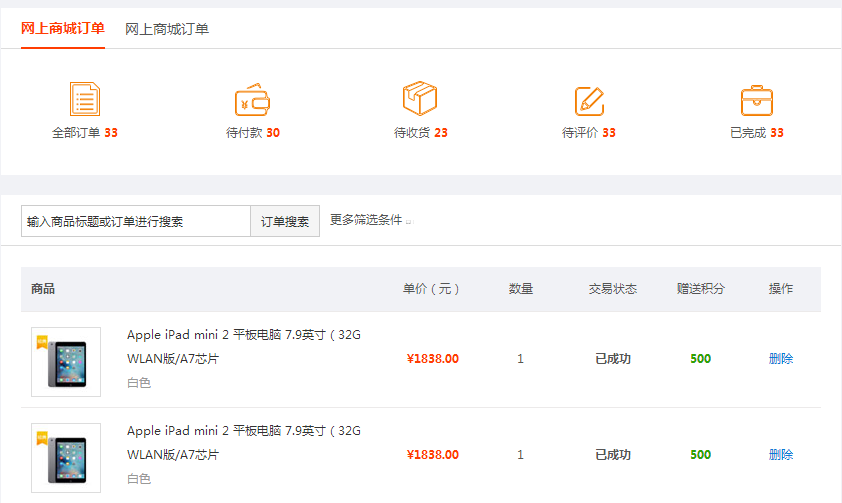 网上商城订单 网上商城订单
¥
全部订单 33 待付款 30 待收货 23 待评价 33 已完成 33
输入商品标题或订单进行搜索 订单搜索 更多筛选条件
商品 单价（元） 数量 交易状态 赠送积分 操作
Apple iPad mini 2 平板电脑 7.9英寸（32G
WLAN版/A7芯片 ¥1838.00 1 已成功 500 删除
白色
Apple iPad mini 2 平板电脑 7.9英寸（32G
WLAN版/A7芯片 ¥1838.00 1 已成功 500 删除
白色